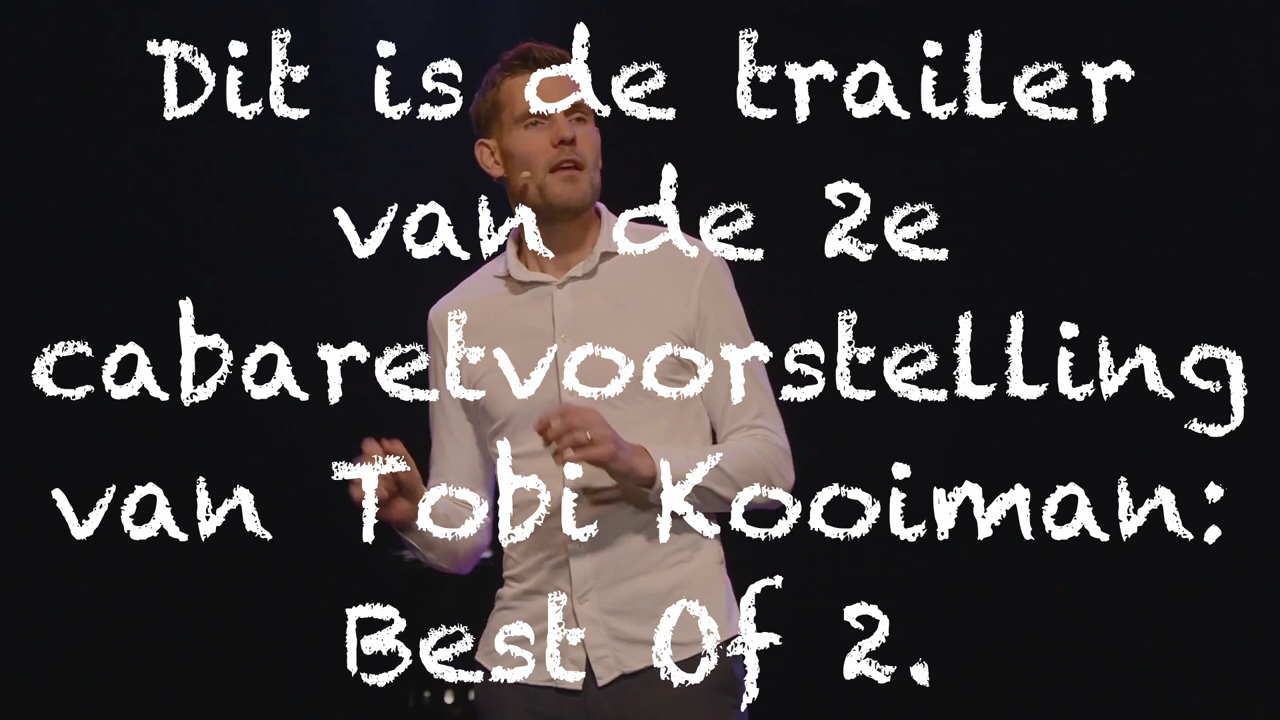 Dit is de trailer
van de 2e
cabaretvoorstelling
van Tobi Kooiman:
Best Of 2.